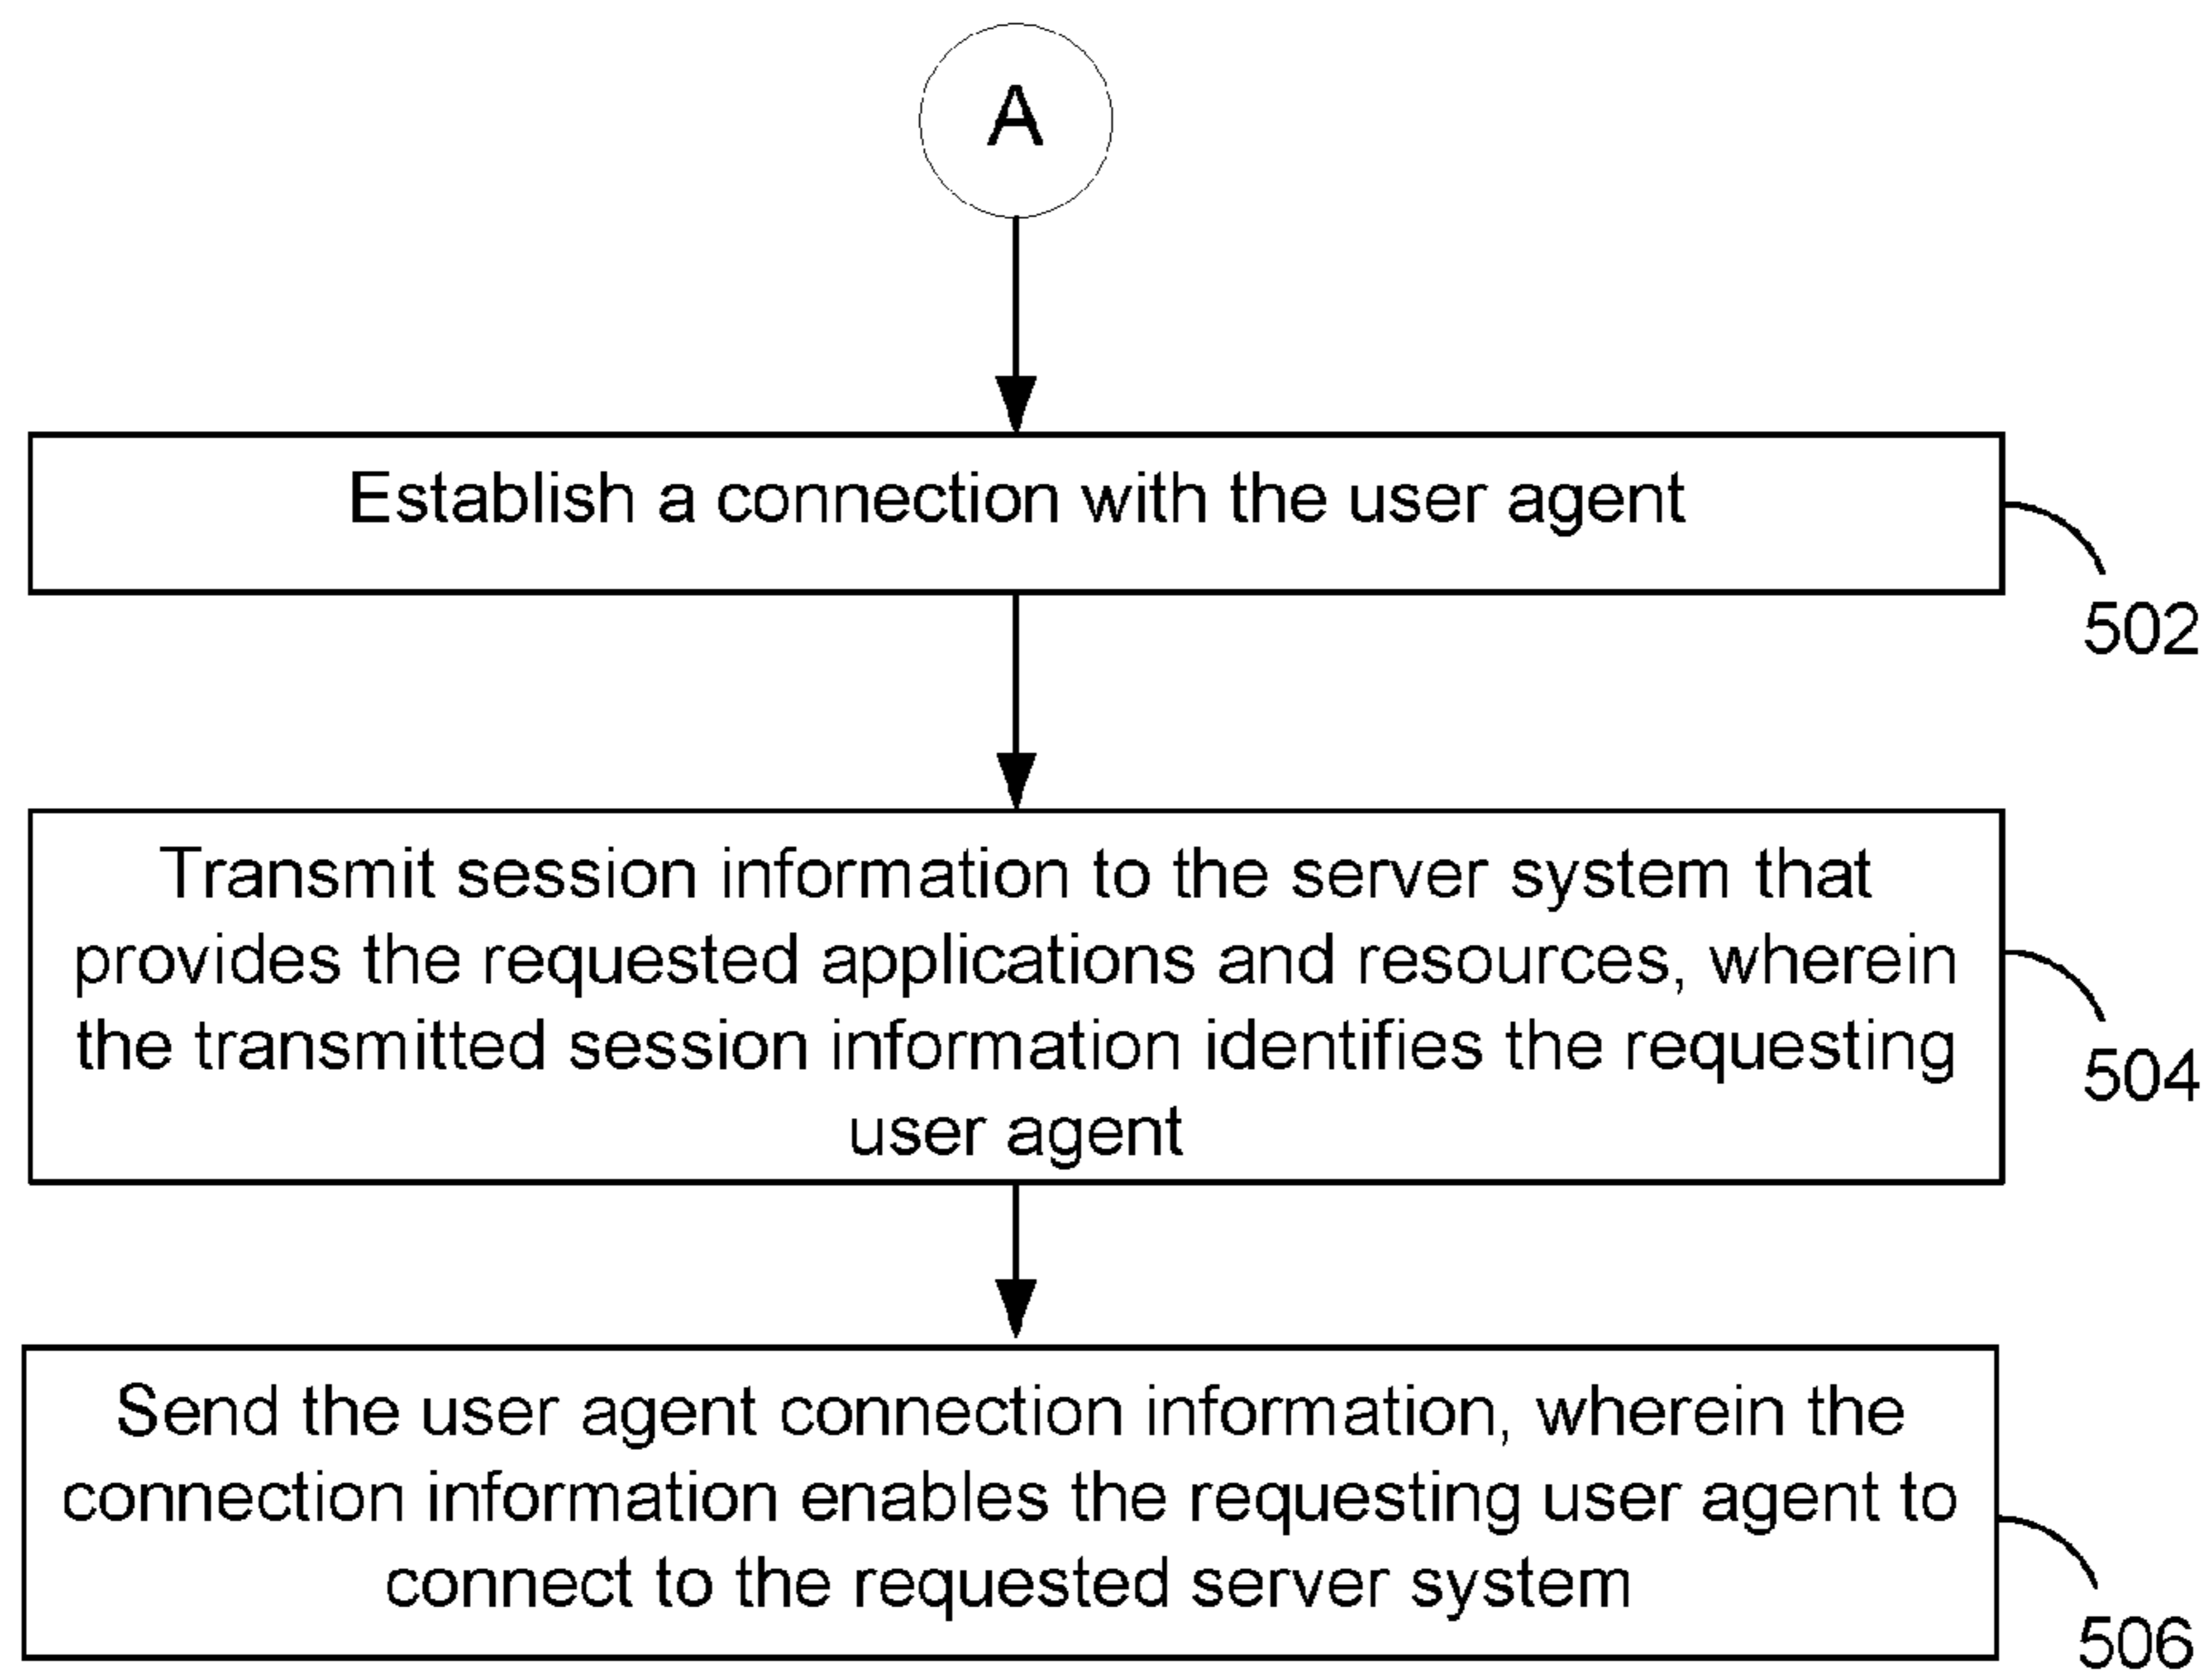 A
Establish a connection with the user agent
502
Transmit session information to the server system that
provides the requested applications and resources, wherein
the transmitted session information identifies the requesting
user agent
504
Send the user agent connection information, wherein the
connection information enables the requesting user agent to
connect to the requested server system
506